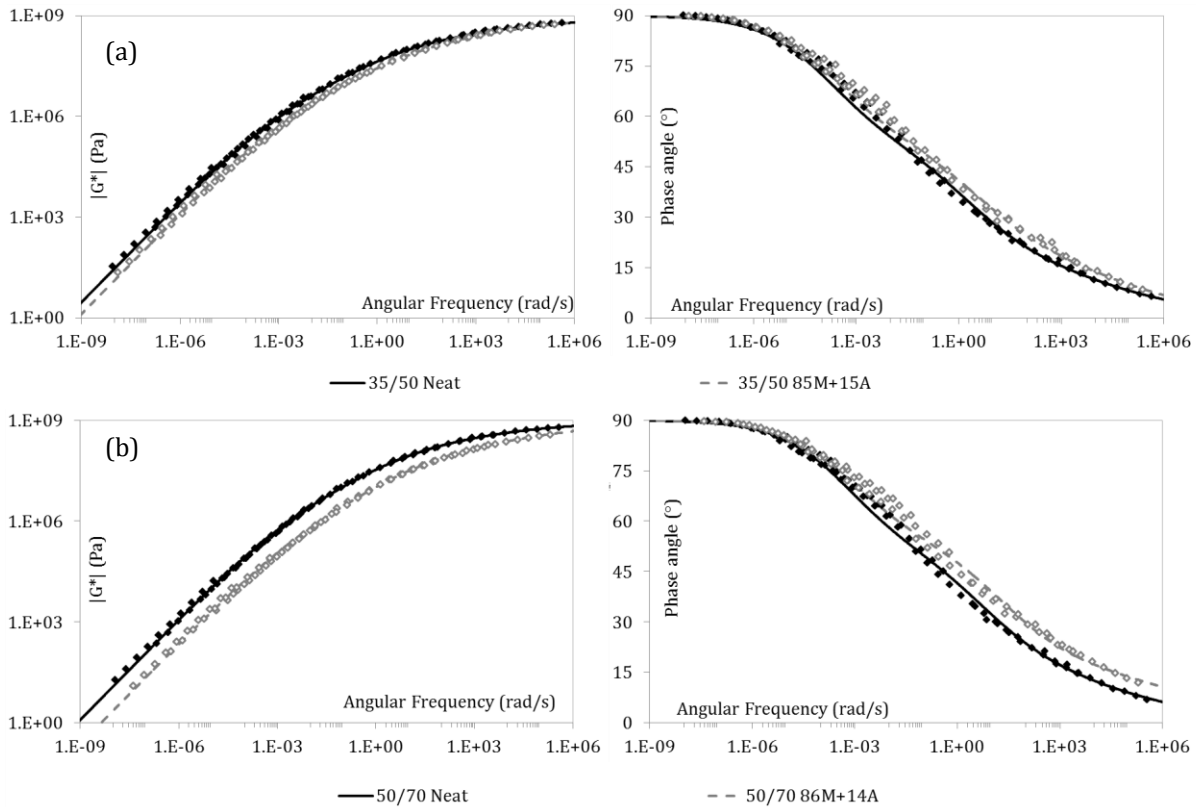 (a)
1.E+09
1.E+06
1.E+03
1.E+00
|G*| (Pa)
Angular Frequency (rad/s)
1.E-09 1.E-06 1.E-03 1.E+00 1.E+03 1.E+06
90
75
60
45
30
15
0
Phase angle (°)
Angular Frequency (rad/s)
1.E-09 1.E-06 1.E-03 1.E+00 1.E+03 1.E+06
35/50 Neat
35/50 85M+15A
(b)
1.E+09
1.E+06
1.E+03
1.E+00
|G*| (Pa)
Angular Frequency (rad/s)
1.E-09 1.E-06 1.E-03 1.E+00 1.E+03 1.E+06
90
75
60
45
30
15
0
Phase angle (°)
Angular Frequency (rad/s)
1.E-09 1.E-06 1.E-03 1.E+00 1.E+03 1.E+06
50/70 Neat
50/70 86M+14A